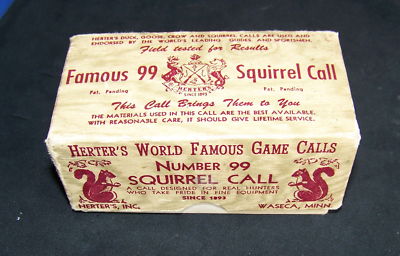 HERTER'S DUCK, GOOSE, CROW AND SQUIRREL CALLS ARE USED AND
ENDORSED BY THE WORLD'S LEADING GUIDES, AND SPORTSMEN.
Field tested for Results
Famous 99 Squirrel Call
HERTER'S
SINCE 1893
Pat. Pending Pat. Pending
This Call Brings Them to You
THE MATERIALS USED IN THIS CALL ARE THE BEST AVAILABLE.
WITH REASONABLE CARE, IT SHOULD GIVE LIFETIME SERVICE.
HERTER'S WORLD FAMOUS GAME CALLS
NUMBER 99
SQUIRREL CALL
A CALL DESIGNED FOR REAL HUNTERS
WHO TAKE PRIDE IN FINE EQUIPMENT
SINCE 1893
HERTER'S, INC. WASECA, MINN